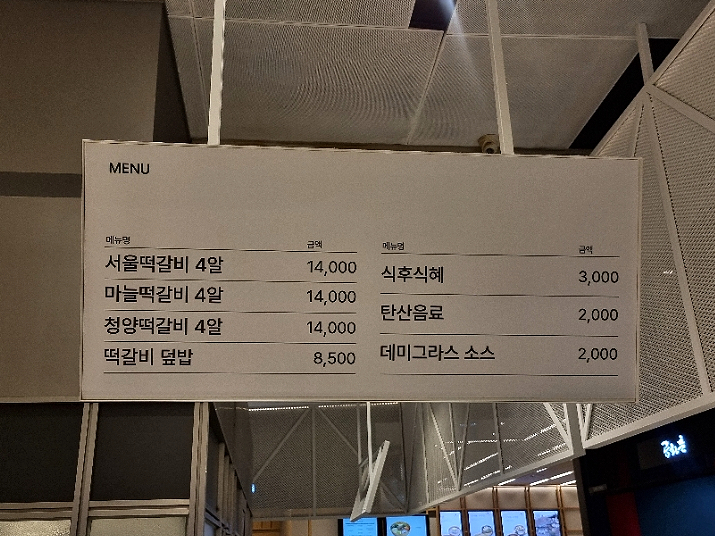 MENU
메뉴명 금액
서울떡갈비 4알 14,000
마늘떡갈비 4알 14,000
청양떡갈비 4알 14,000
떡갈비 덮밥 8,500
메뉴명 금액
식후식혜 3,000
탄산음료 2,000
데미그라스 소스 2,000